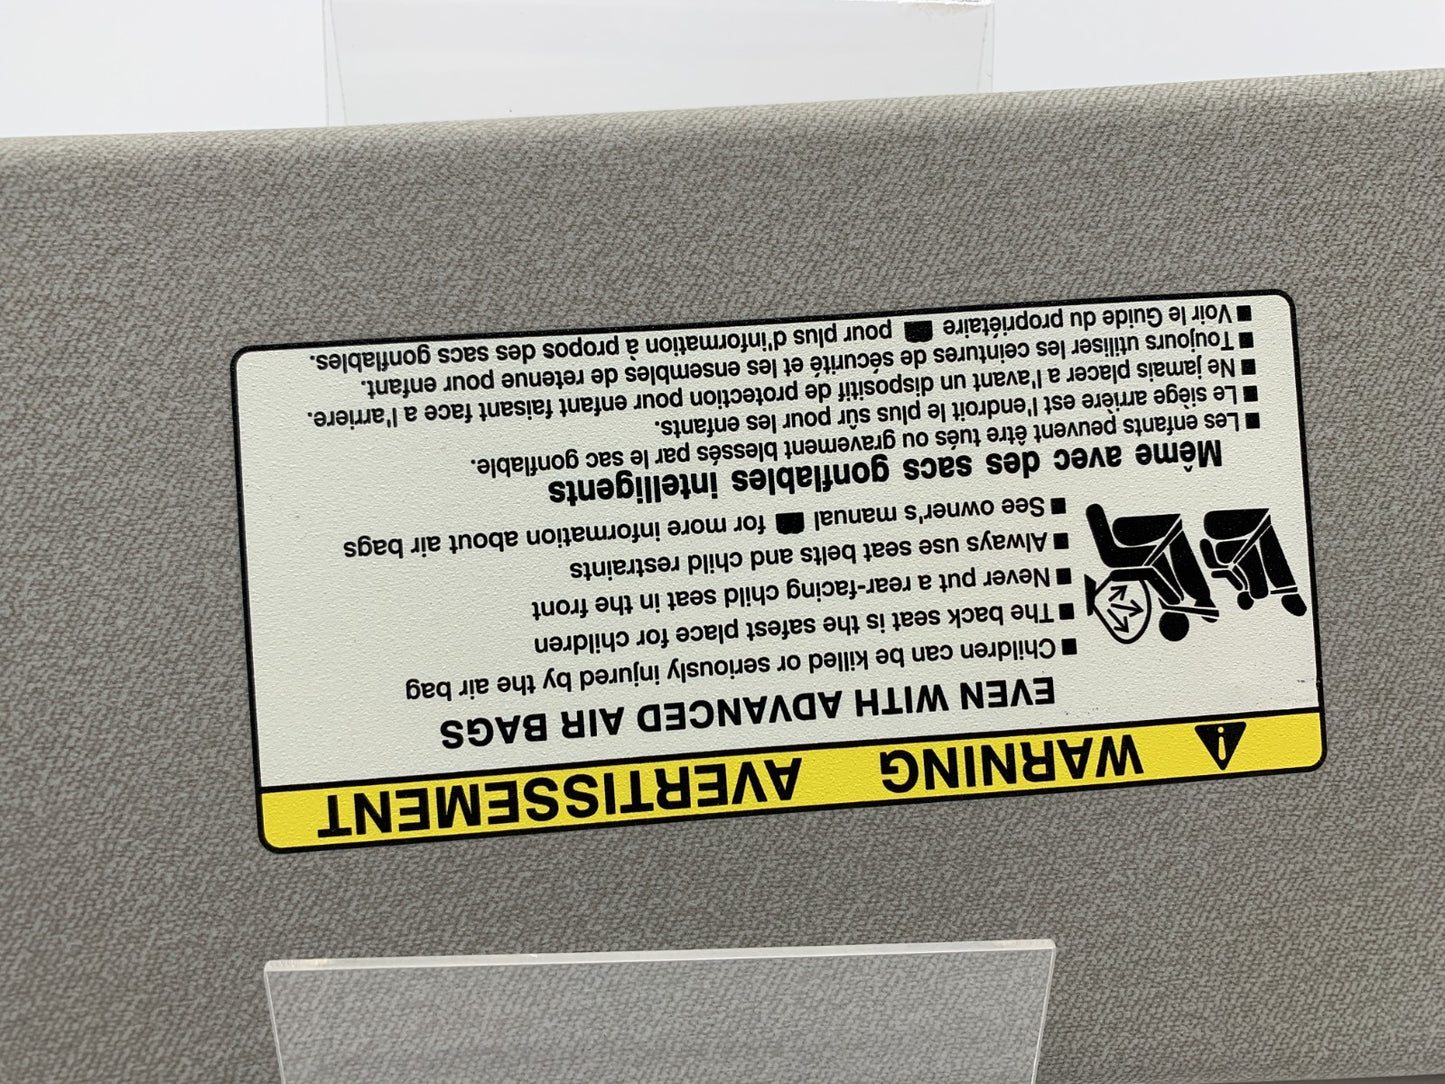 WARNING AVERTISSEMENT
EVEN WITH ADVANCED AIR BAGS
■ Children can be killed or seriously injured by the air bag
■ The back seat is the safest place for children
■ Never put a rear-facing child seat in the front
■ Always use seat belts and child restraints
■ See owner's manual for more information about air bags
Même avec des sacs gonflables intelligents
■ Les enfants peuvent être tués ou gravement blessés par le sac gonflable.
■ Le siège arrière est l'endroit le plus sûr pour les enfants.
■ Ne jamais placer a l'avant un dispositif de protection pour enfant faisant face a l'arriere.
■ Toujours utiliser les ceintures de sécurité et les ensembles de retenue pour enfant.
■ Voir le Guide du propriétaire pour plus d'information à propos des sacs gonflables.